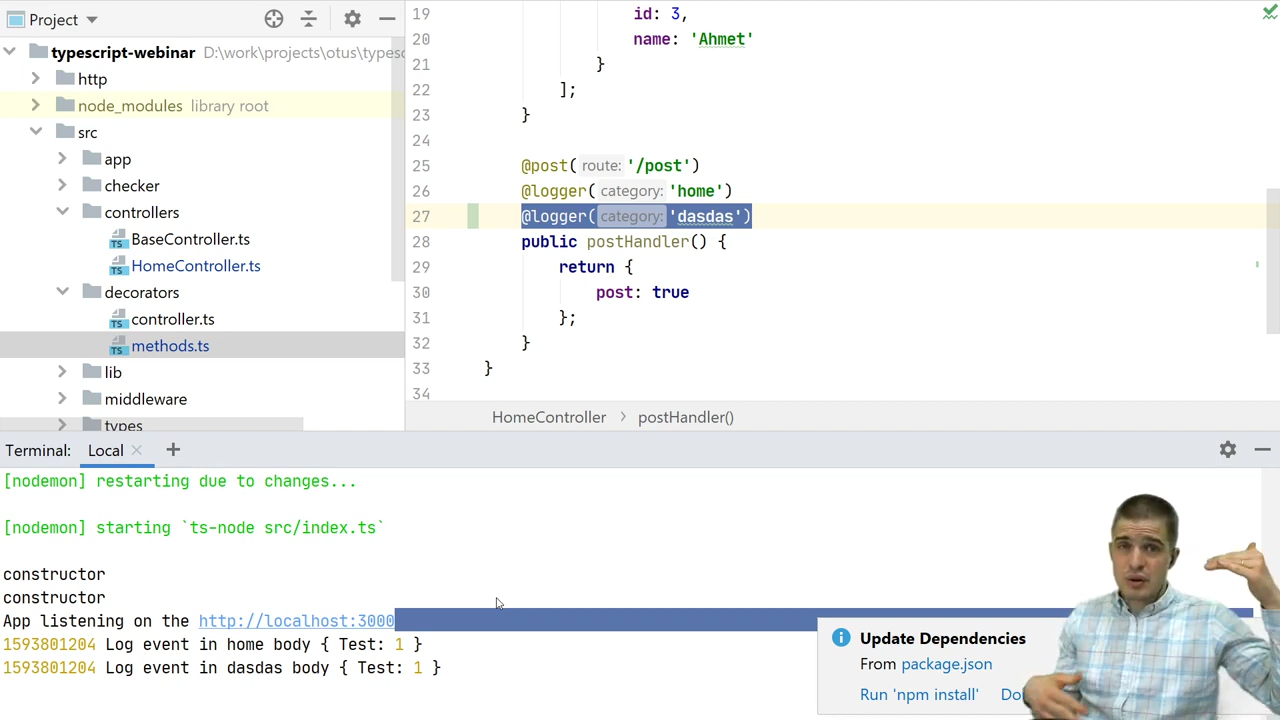 Project
typescript-webinar D:\work\projects\otus\typesc
http
node_modules library root
src
app
checker
controllers
BaseController.ts
HomeController.ts
decorators
controller.ts
methods.ts
lib
middleware
types
19 id: 3,
20 name: 'Ahmet'
21 }
22 ];
23 }
24
25 @post( route: '/post')
26 @logger( category: 'home')
27 @logger( category: 'dasdas')
28 public postHandler() {
29 return {
30 post: true
31 };
32 }
33 }
34
HomeController > postHandler()
Terminal: Local × +
[nodemon] restarting due to changes...
[nodemon] starting `ts-node src/index.ts`
constructor
constructor
App listening on the http://localhost:3000
1593801204 Log event in home body { Test: 1 }
1593801204 Log event in dasdas body { Test: 1 }
Update Dependencies
From package.json
Run 'npm install'